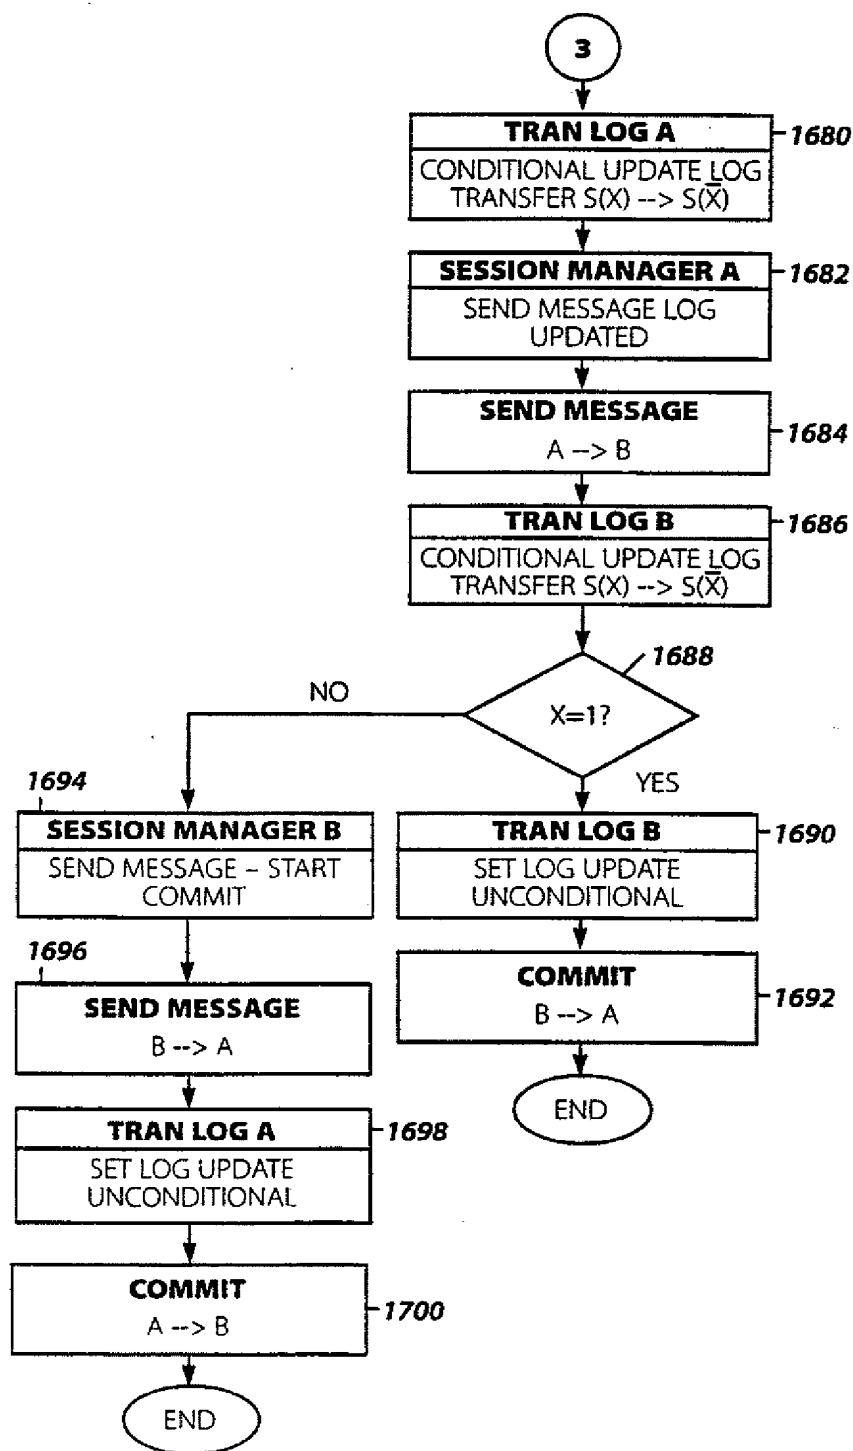 3
TRAN LOG A
1680
CONDITIONAL UPDATE LOG
TRANSFER S(X) --> S(X̅)
SESSION MANAGER A
1682
SEND MESSAGE LOG
UPDATED
SEND MESSAGE
1684
A --> B
TRAN LOG B
1686
CONDITIONAL UPDATE LOG
TRANSFER S(X) --> S(X̅)
1688
X=1?
NO
YES
1694
SESSION MANAGER B
SEND MESSAGE – START
COMMIT
1696
SEND MESSAGE
B --> A
TRAN LOG A
1698
SET LOG UPDATE
UNCONDITIONAL
COMMIT
1700
A --> B
END
TRAN LOG B
1690
SET LOG UPDATE
UNCONDITIONAL
COMMIT
1692
B --> A
END